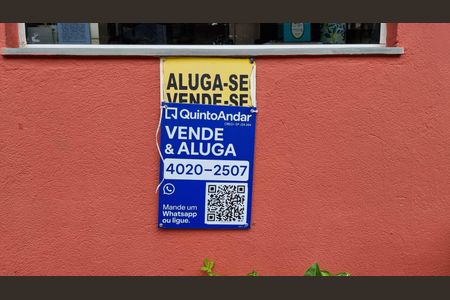 ALUGA-SE
VENDE-SE
QuintoAndar
VENDE
& ALUGA
4020-2507
Mande um
Whatsapp
ou ligue.